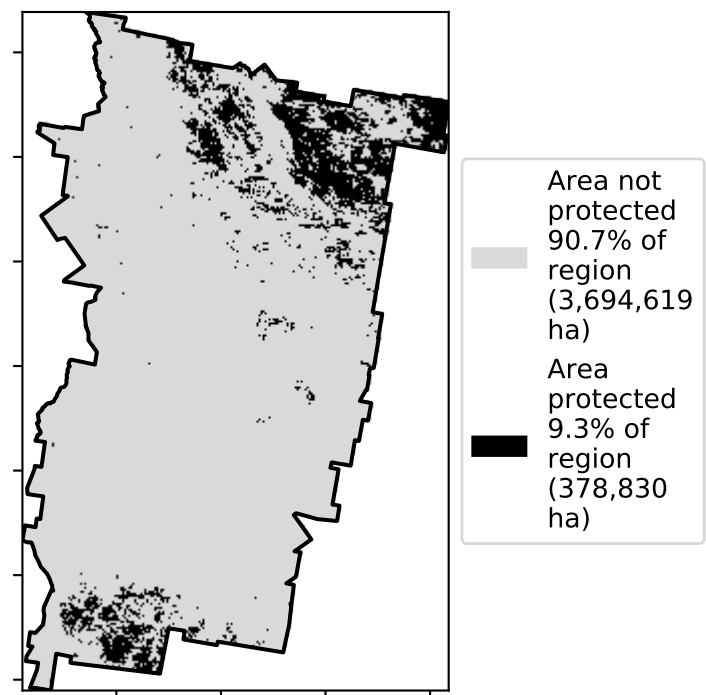 Area not
protected
90.7% of
region
(3,694,619
ha)
Area
protected
9.3% of
region
(378,830
ha)